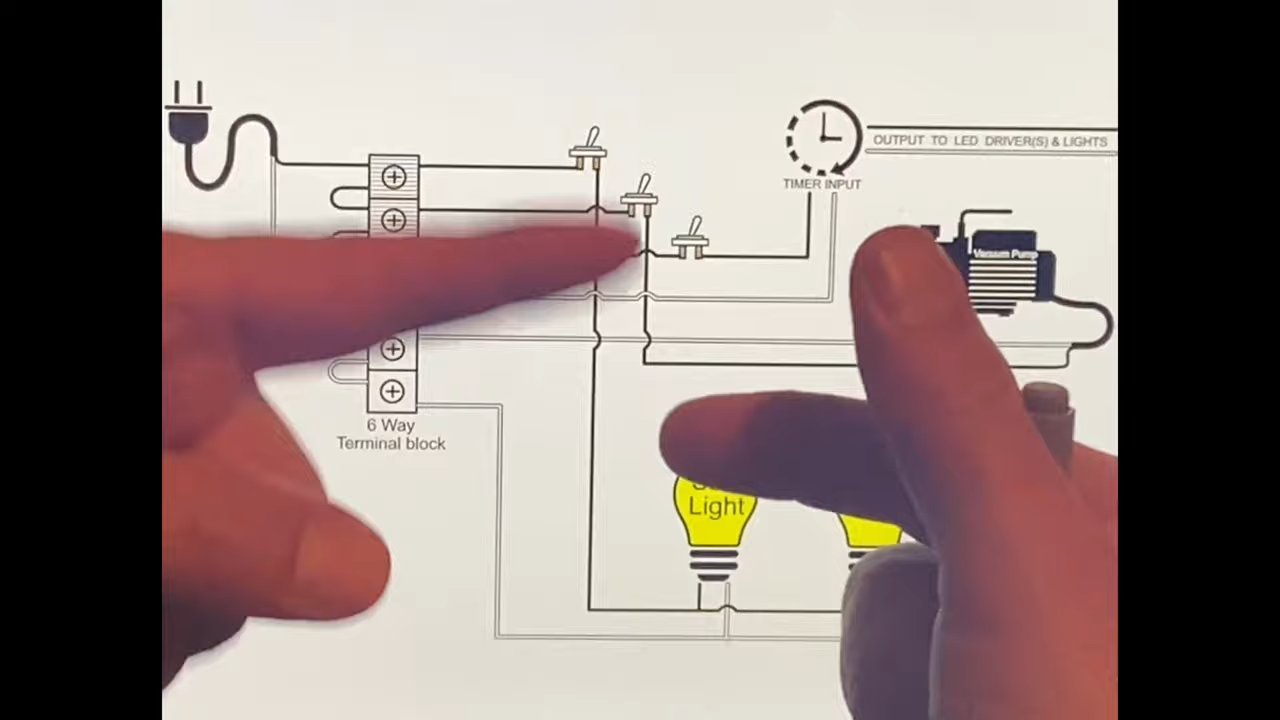 OUTPUT TO LED DRIVER(S) & LIGHTS
TIMER INPUT
Vacuum Pump
6 Way
Terminal block
Light